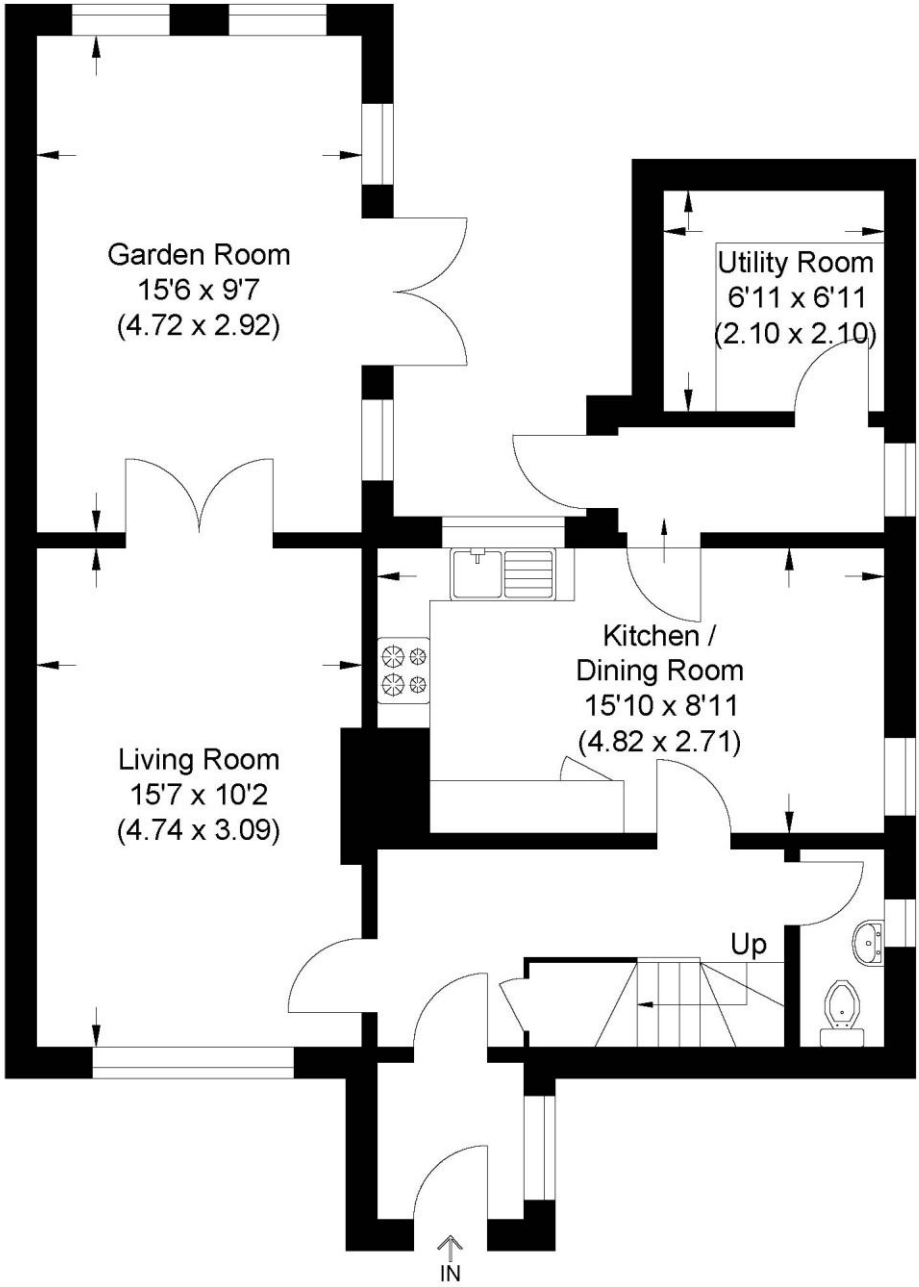 Garden Room
15'6 x 9'7
(4.72 x 2.92)
Utility Room
6'11 x 6'11
(2.10 x 2.10)
Kitchen /
Dining Room
15'10 x 8'11
(4.82 x 2.71)
Living Room
15'7 x 10'2
(4.74 x 3.09)
Up
IN